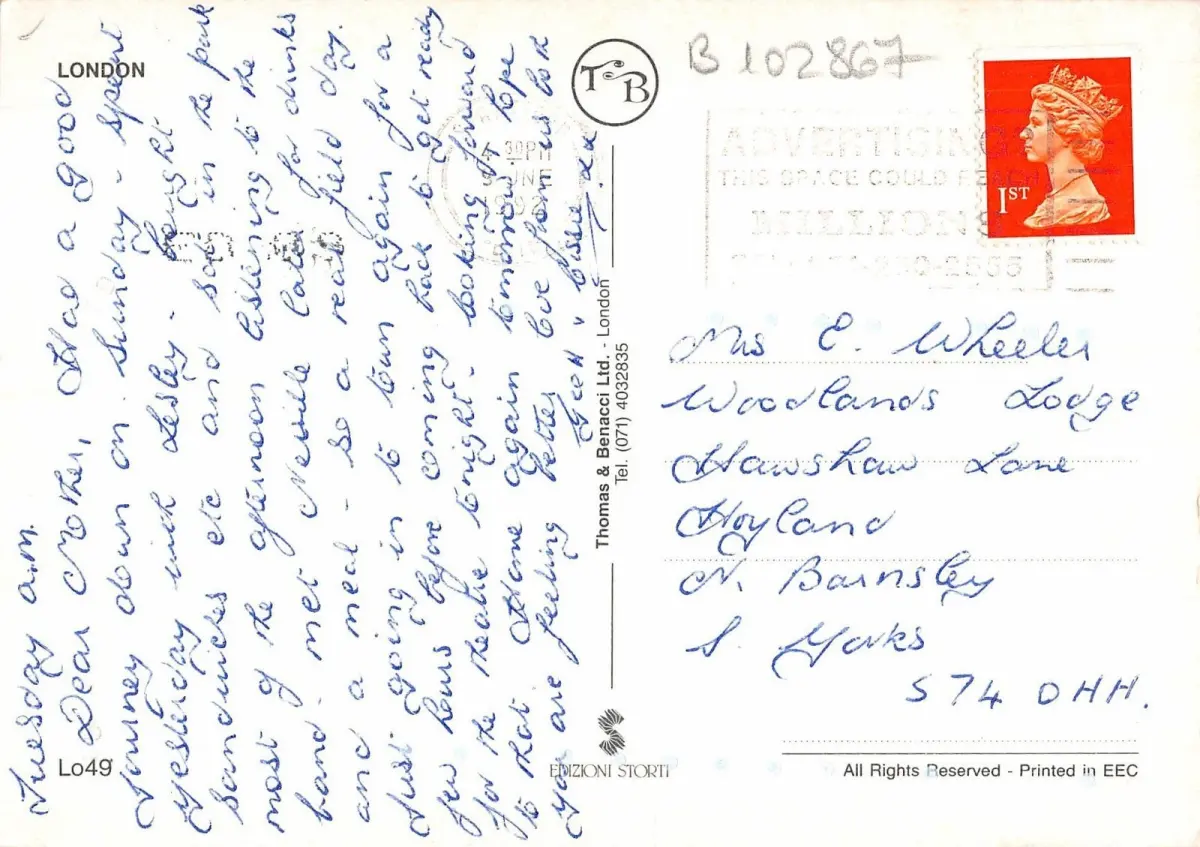 LONDON
Tuesday a.m.
Dear Mother, Had a good
Journey down on Sunday - spent
yesterday with Lesley - bought
sandwiches etc and sat in the park
most of the afternoon listening to the
band - met Neville later for drinks
and a meal - so a real field day.
Just going in to town again for a
few hours before coming back to get ready
for the theatre tonight - looking forward
to that. Home again tomorrow hope
you are feeling better love from us both
xx
Lo49
T & B
Thomas & Benacci Ltd. - London
Tel. (071) 4032835
EDIZIONI STORTI
B 102867
30PM
JUNE
ADVERTISING
THIS SPACE COULD REACH
MILLIONS
1ST
Mrs E. Wheeler
Woodlands Lodge
Hawshaw Lane
Hoyland
N. Barnsley
S. Yorks
S74 0HH.
All Rights Reserved - Printed in EEC